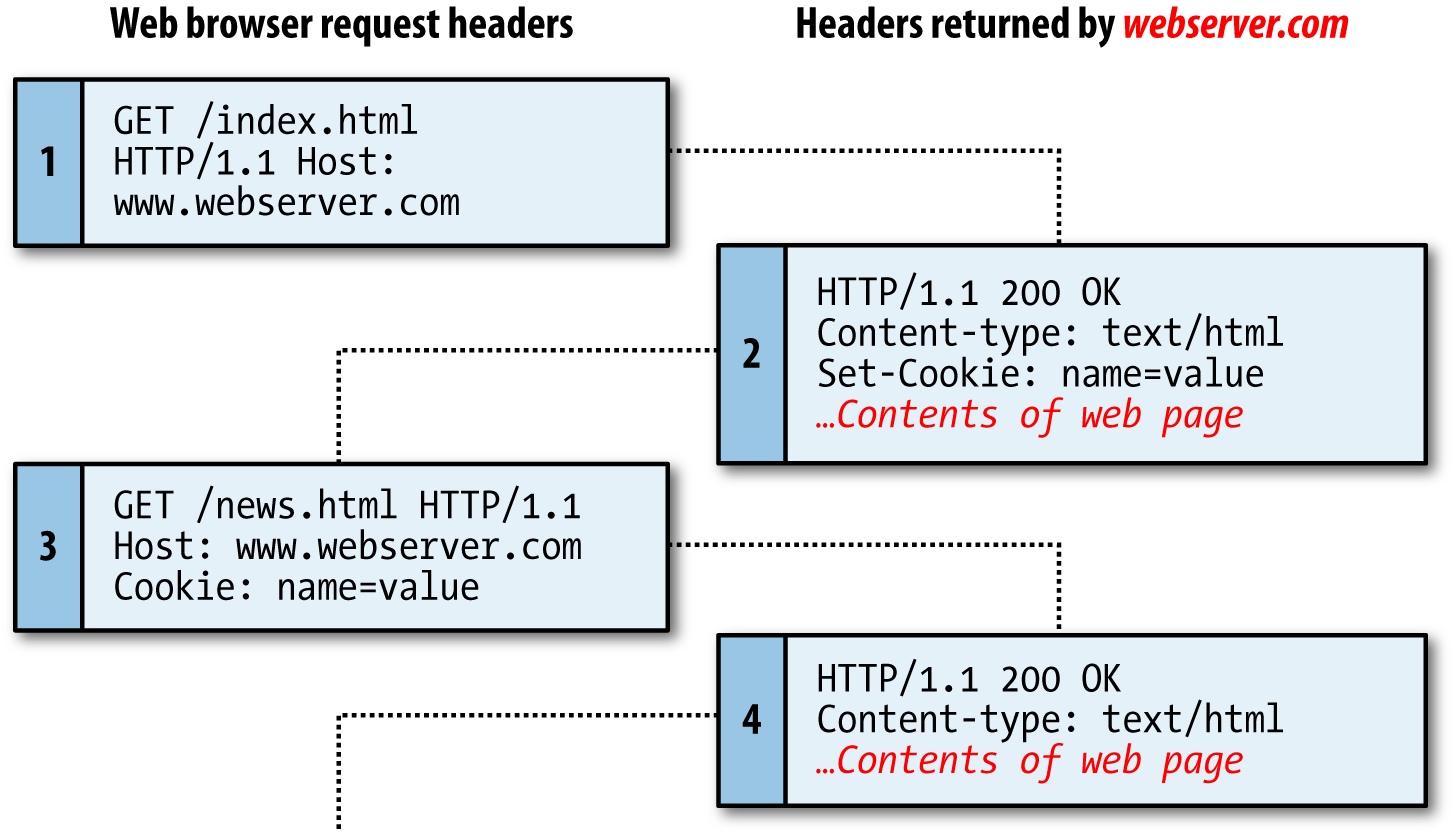 Web browser request headers
Headers returned by webserver.com
1
GET /index.html
HTTP/1.1 Host:
www.webserver.com
2
HTTP/1.1 200 OK
Content-type: text/html
Set-Cookie: name=value
…Contents of web page
3
GET /news.html HTTP/1.1
Host: www.webserver.com
Cookie: name=value
4
HTTP/1.1 200 OK
Content-type: text/html
…Contents of web page